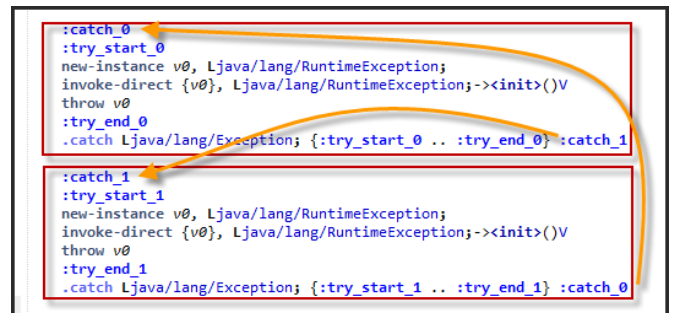 :catch_0
:try_start_0
new-instance v0, Ljava/lang/RuntimeException;
invoke-direct {v0}, Ljava/lang/RuntimeException;-><init>()V
throw v0
:try_end_0
.catch Ljava/lang/Exception; {:try_start_0 .. :try_end_0} :catch_1
:catch_1
:try_start_1
new-instance v0, Ljava/lang/RuntimeException;
invoke-direct {v0}, Ljava/lang/RuntimeException;-><init>()V
throw v0
:try_end_1
.catch Ljava/lang/Exception; {:try_start_1 .. :try_end_1} :catch_0